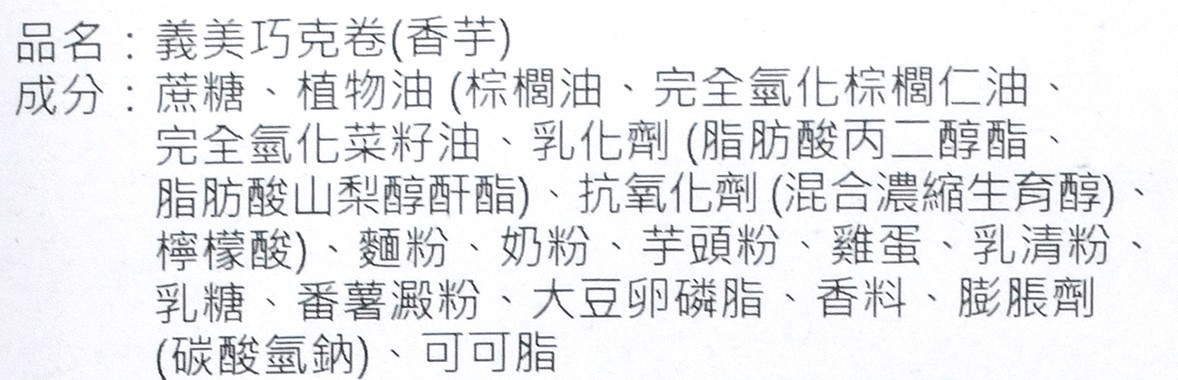 品名：義美巧克卷(香芋)
成分：蔗糖、植物油 (棕櫚油、完全氫化棕櫚仁油、
完全氫化菜籽油、乳化劑 (脂肪酸丙二醇酯、
脂肪酸山梨醇酐酯)、抗氧化劑 (混合濃縮生育醇)、
檸檬酸)、麵粉、奶粉、芋頭粉、雞蛋、乳清粉、
乳糖、番薯澱粉、大豆卵磷脂、香料、膨脹劑
(碳酸氫鈉)、可可脂